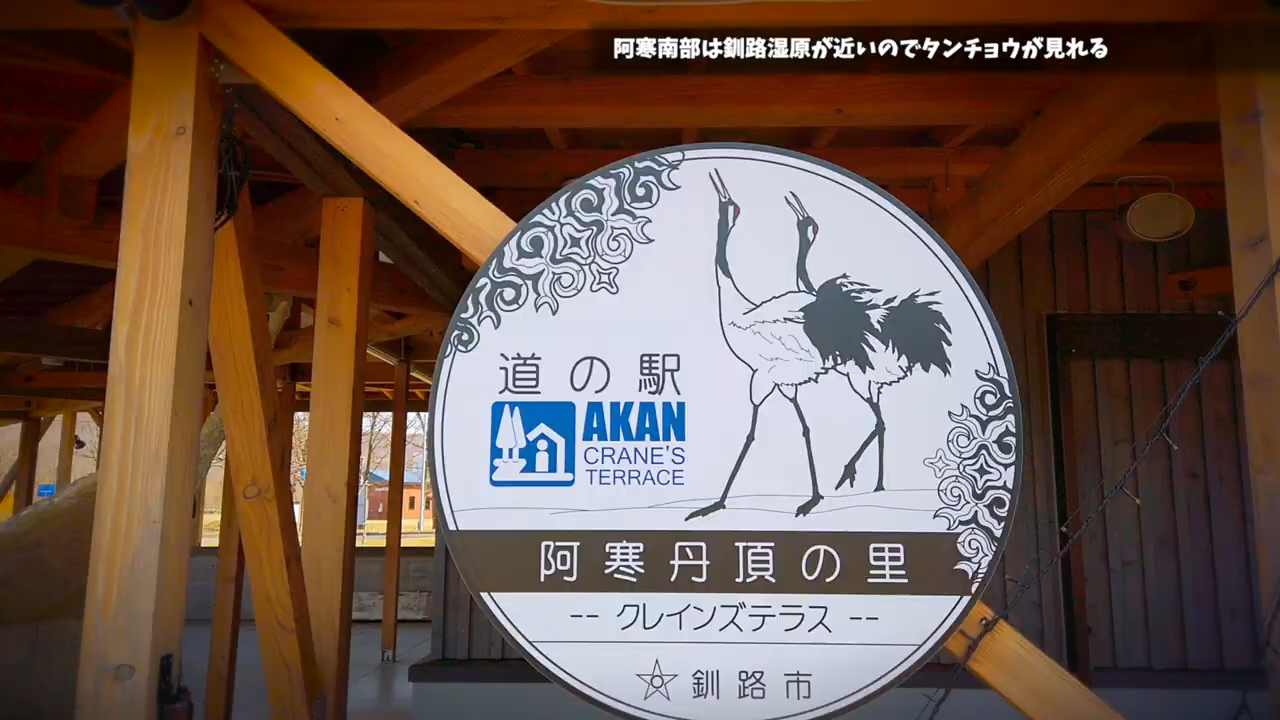 阿寒南部は釧路湿原が近いのでタンチョウが見れる
道の駅
AKAN
CRANE'S
TERRACE
阿寒丹頂の里
-- クレインズテラス --
釧路市